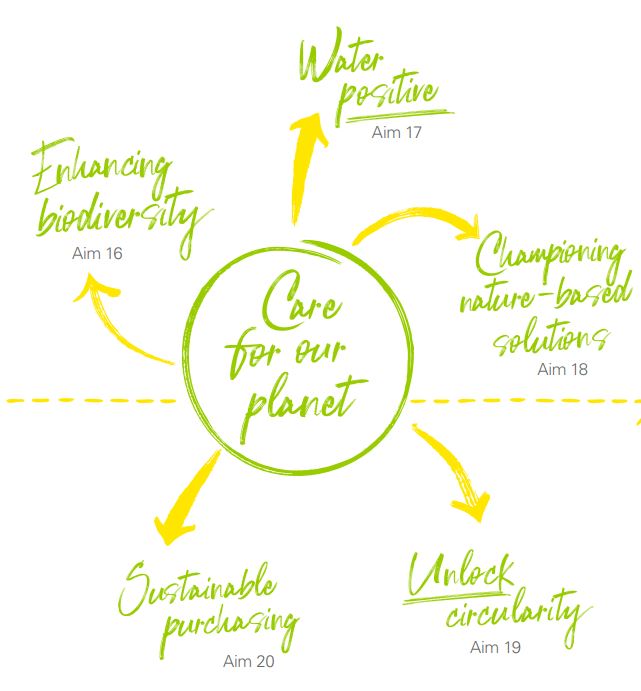 Water
positive
Aim 17
Enhancing
biodiversity
Aim 16
Championing
nature-based
solutions
Aim 18
Care
for our
planet
Sustainable
purchasing
Aim 20
Unlock
circularity
Aim 19